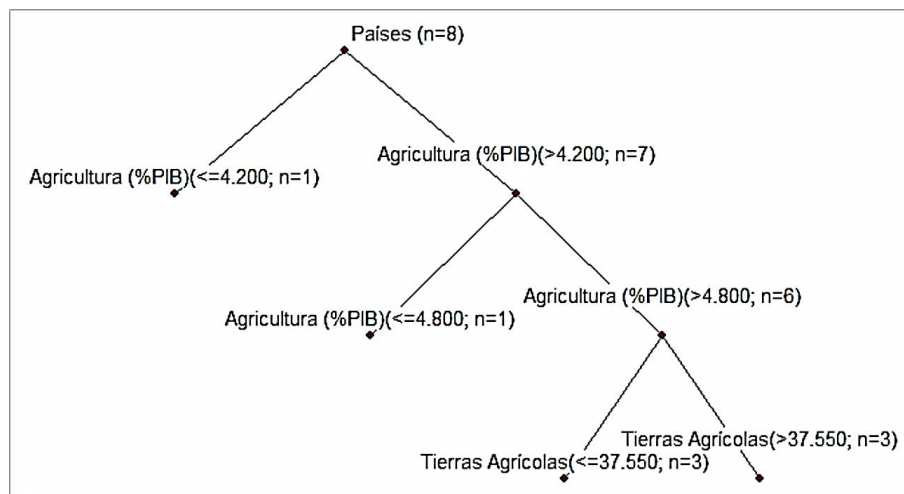 Países (n=8)
Agricultura (%PIB)(<=4.200; n=1)
Agricultura (%PIB)(>4.200; n=7)
Agricultura (%PIB)(<=4.800; n=1)
Agricultura (%PIB)(>4.800; n=6)
Tierras Agrícolas(<=37.550; n=3)
Tierras Agrícolas(>37.550; n=3)